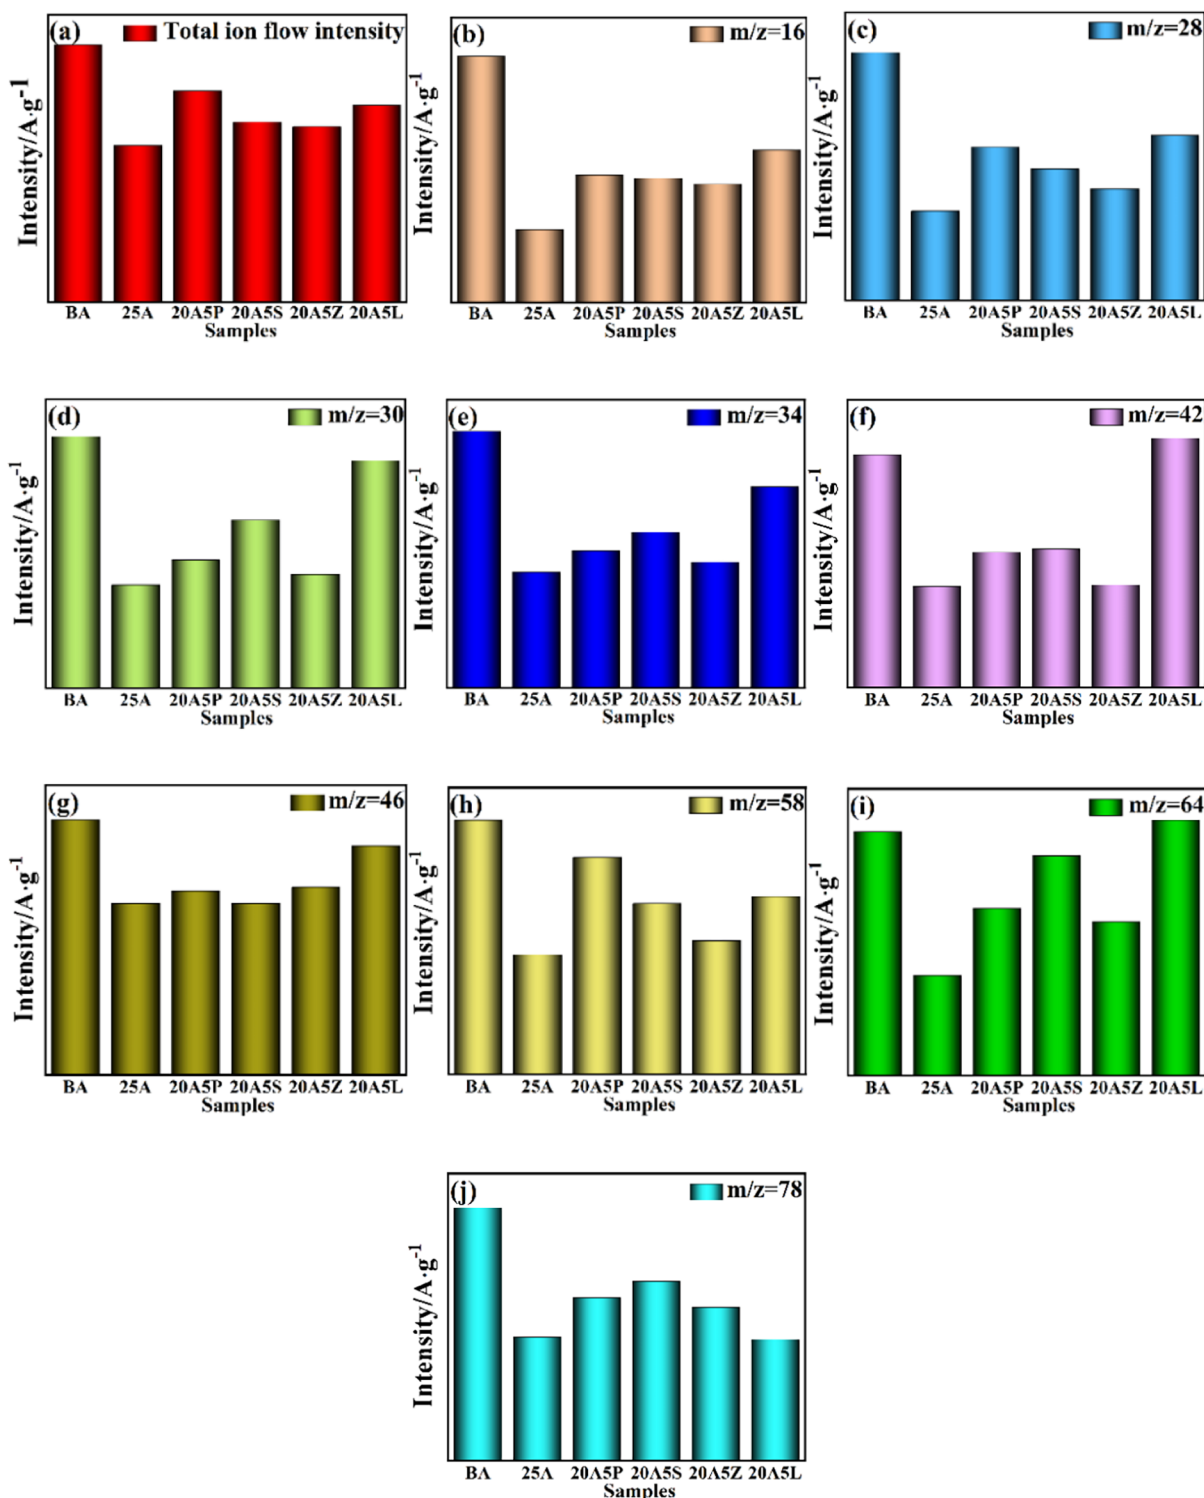 (a) Total ion flow intensity
Intensity/A·g⁻¹
BA 25A 20A5P 20A5S 20A5Z 20A5L
Samples
(b) m/z=16
Intensity/A·g⁻¹
BA 25A 20A5P 20A5S 20A5Z 20A5L
Samples
(c) m/z=28
Intensity/A·g⁻¹
BA 25A 20A5P 20A5S 20A5Z 20A5L
Samples
(d) m/z=30
Intensity/A·g⁻¹
BA 25A 20A5P 20A5S 20A5Z 20A5L
Samples
(e) m/z=34
Intensity/A·g⁻¹
BA 25A 20A5P 20A5S 20A5Z 20A5L
Samples
(f) m/z=42
Intensity/A·g⁻¹
BA 25A 20A5P 20A5S 20A5Z 20A5L
Samples
(g) m/z=46
Intensity/A·g⁻¹
BA 25A 20A5P 20A5S 20A5Z 20A5L
Samples
(h) m/z=58
Intensity/A·g⁻¹
BA 25A 20A5P 20A5S 20A5Z 20A5L
Samples
(i) m/z=64
Intensity/A·g⁻¹
BA 25A 20A5P 20A5S 20A5Z 20A5L
Samples
(j) m/z=78
Intensity/A·g⁻¹
BA 25A 20A5P 20A5S 20A5Z 20A5L
Samples